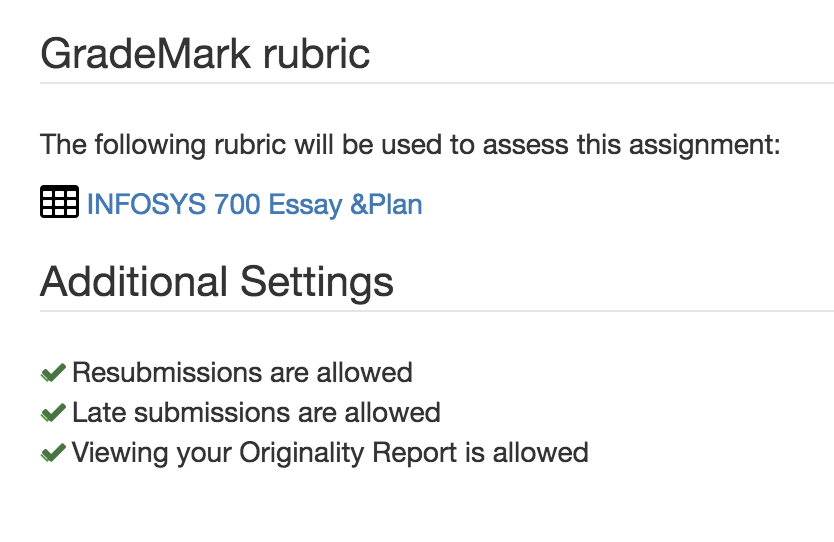 GradeMark rubric
The following rubric will be used to assess this assignment:
INFOSYS 700 Essay &Plan
Additional Settings
Resubmissions are allowed
Late submissions are allowed
Viewing your Originality Report is allowed